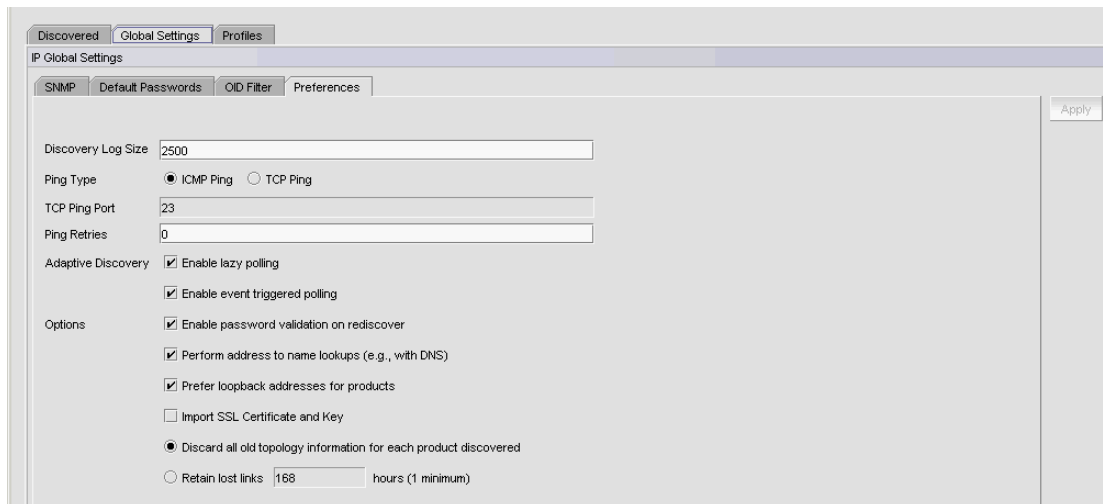 Discovered Global Settings Profiles
IP Global Settings
SNMP Default Passwords OID Filter Preferences
Apply
Discovery Log Size 2500
Ping Type ICMP Ping TCP Ping
TCP Ping Port 23
Ping Retries 0
Adaptive Discovery Enable lazy polling
Enable event triggered polling
Options Enable password validation on rediscover
Perform address to name lookups (e.g., with DNS)
Prefer loopback addresses for products
Import SSL Certificate and Key
Discard all old topology information for each product discovered
Retain lost links 168 hours (1 minimum)